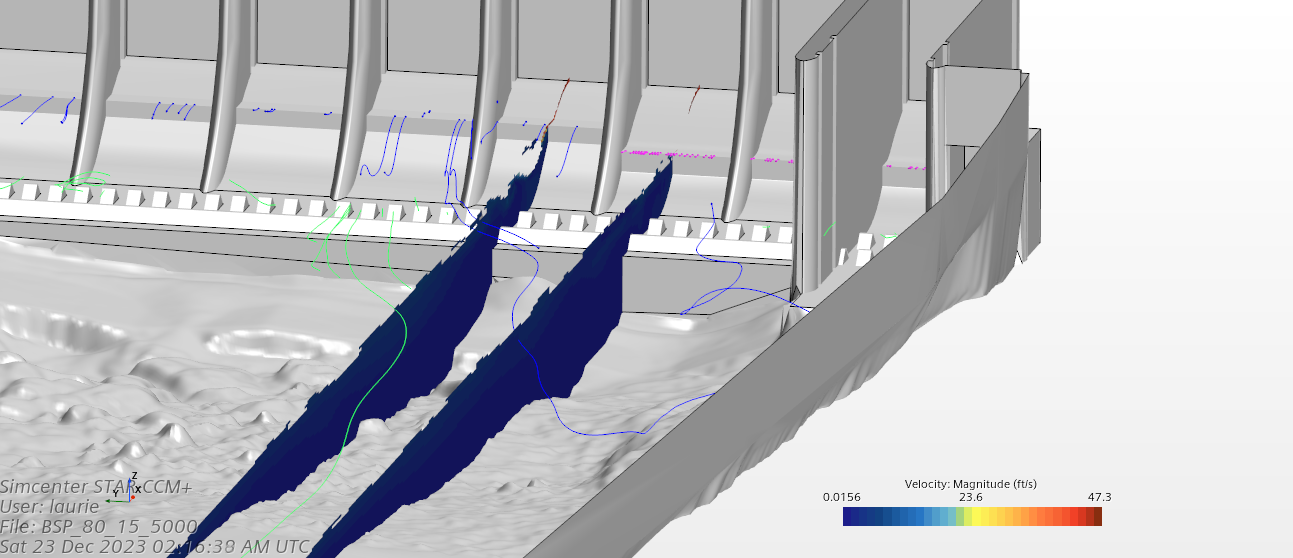 Z
Y X
Simcenter STAR-CCM+
User: laurie
File: BSP_80_15_5000
Sat 23 Dec 2023 02:16:38 AM UTC
Velocity: Magnitude (ft/s)
0.0156 23.6 47.3